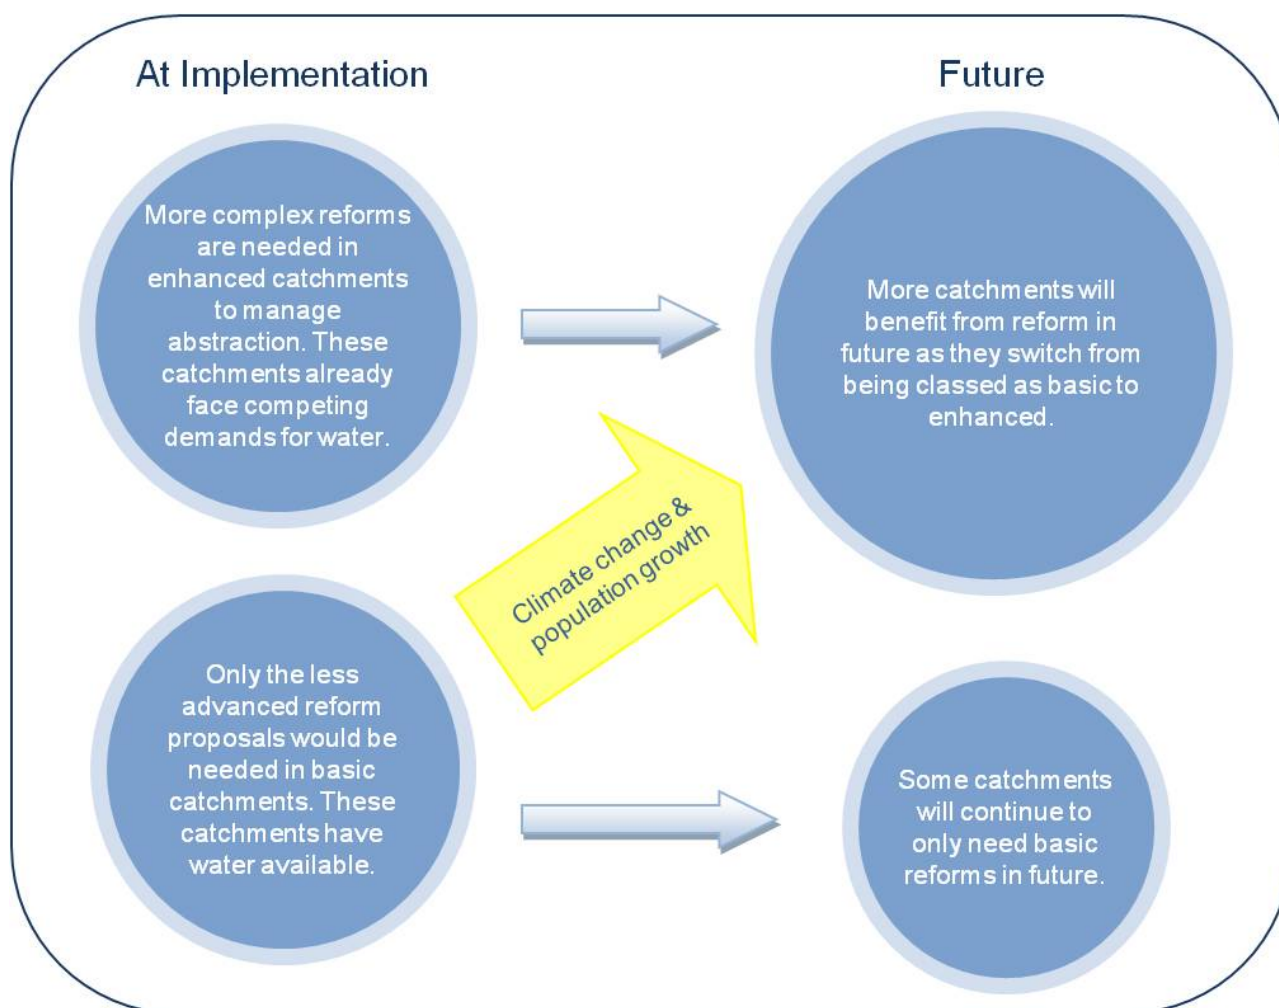 At Implementation
Future
More complex reforms
are needed in
enhanced catchments
to manage
abstraction. These
catchments already
face competing
demands for water.
More catchments will
benefit from reform in
future as they switch from
being classed as basic to
enhanced.
Climate change &
population growth
Only the less
advanced reform
proposals would be
needed in basic
catchments. These
catchments have
water available.
Some catchments
will continue to
only need basic
reforms in future.